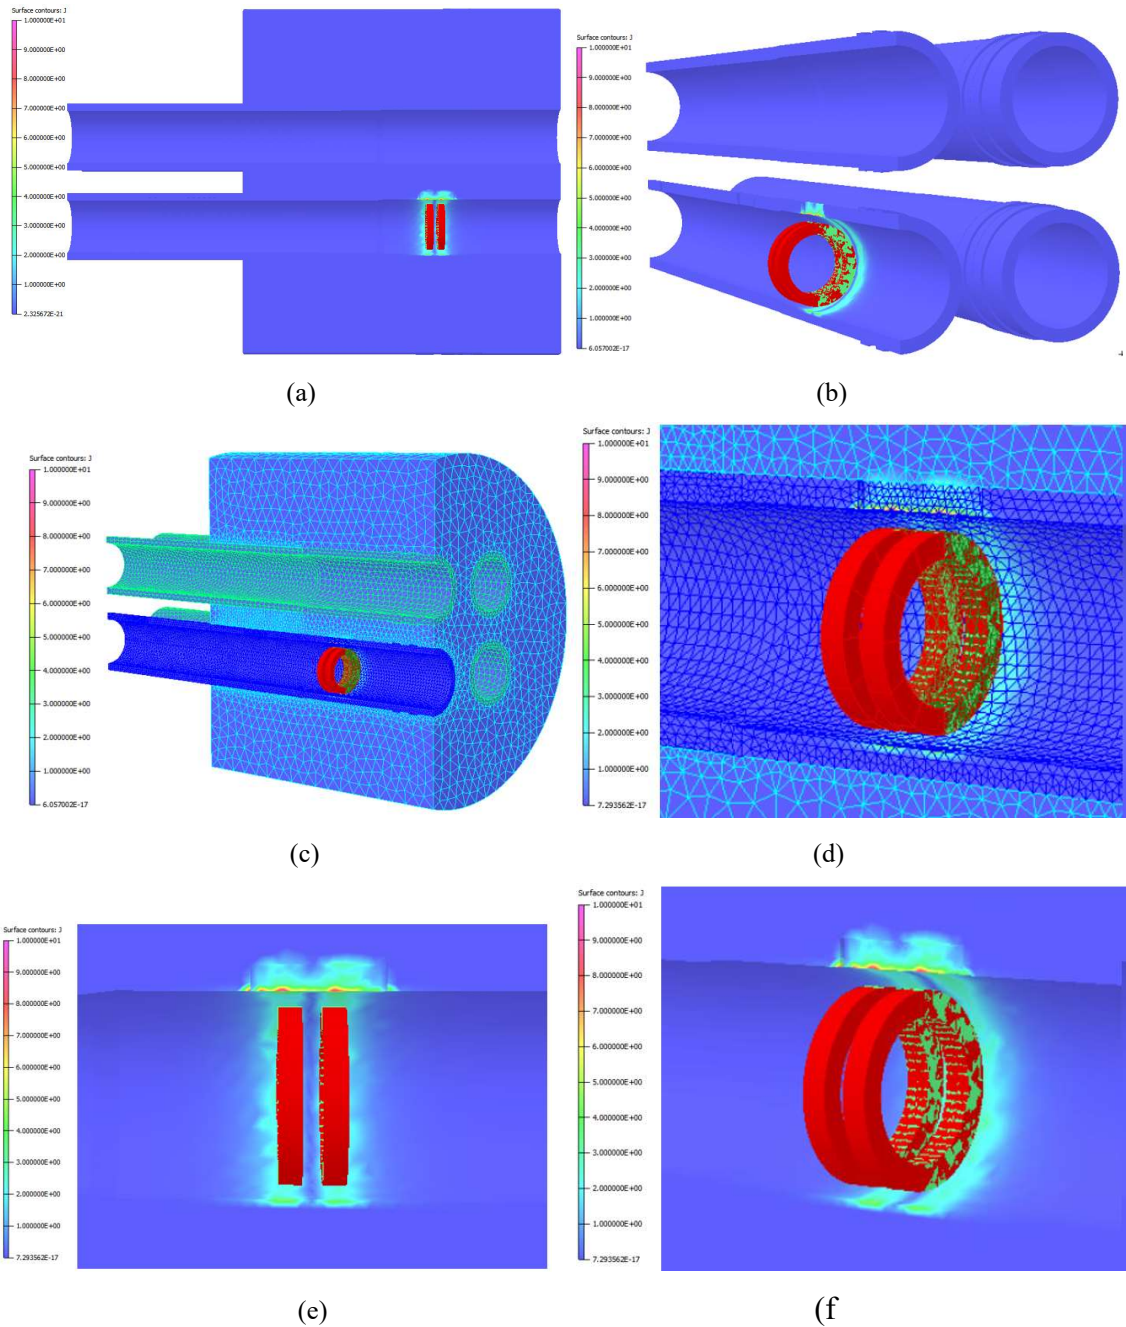 Surface contours: J
1.000000E+01
9.000000E+00
8.000000E+00
7.000000E+00
6.000000E+00
5.000000E+00
4.000000E+00
3.000000E+00
2.000000E+00
1.000000E+00
2.325672E-21
(a)
Surface contours: J
1.000000E+01
9.000000E+00
8.000000E+00
7.000000E+00
6.000000E+00
5.000000E+00
4.000000E+00
3.000000E+00
2.000000E+00
1.000000E+00
6.057002E-17
(b)
Surface contours: J
1.000000E+01
9.000000E+00
8.000000E+00
7.000000E+00
6.000000E+00
5.000000E+00
4.000000E+00
3.000000E+00
2.000000E+00
1.000000E+00
6.057002E-17
(c)
Surface contours: J
1.000000E+01
9.000000E+00
8.000000E+00
7.000000E+00
6.000000E+00
5.000000E+00
4.000000E+00
3.000000E+00
2.000000E+00
1.000000E+00
7.293562E-17
(d)
Surface contours: J
1.000000E+01
9.000000E+00
8.000000E+00
7.000000E+00
6.000000E+00
5.000000E+00
4.000000E+00
3.000000E+00
2.000000E+00
1.000000E+00
7.293562E-17
(e)
Surface contours: J
1.000000E+01
9.000000E+00
8.000000E+00
7.000000E+00
6.000000E+00
5.000000E+00
4.000000E+00
3.000000E+00
2.000000E+00
1.000000E+00
7.293562E-17
(f